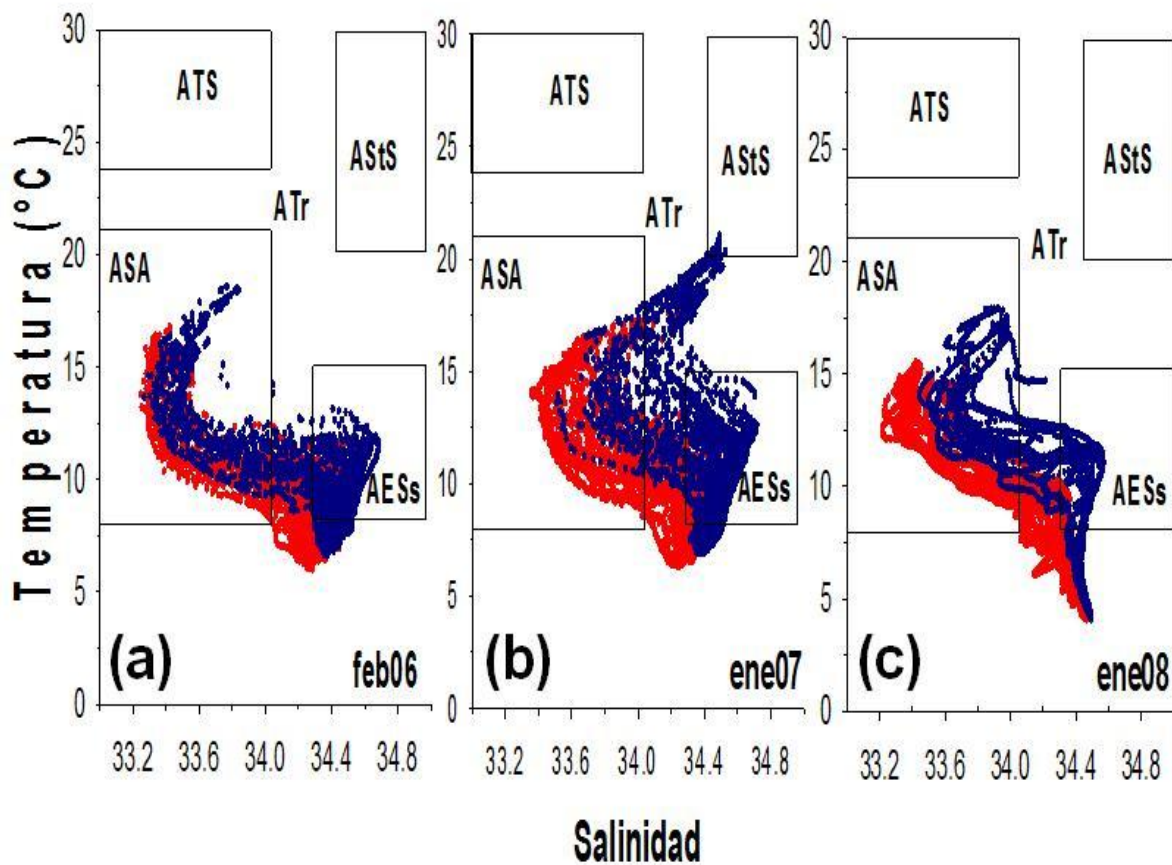 Temperatura (°C)
30
25
20
15
10
5
0
ATS
AStS
ATr
ASA
AESs
(a)
feb06
33.2 33.6 34.0 34.4 34.8
30
25
20
15
10
5
0
ATS
AStS
ATr
ASA
AESs
(b)
ene07
33.2 33.6 34.0 34.4 34.8
30
25
20
15
10
5
0
ATS
AStS
ATr
ASA
AESs
(c)
ene08
33.2 33.6 34.0 34.4 34.8
Salinidad